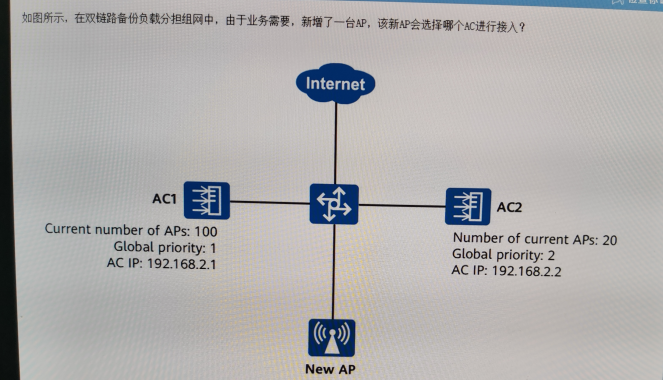 如图所示，在双链路备份负载分担组网中，由于业务需要，新增了一台AP，该新AP会选择哪个AC进行接入？
Internet
AC1
AC2
Current number of APs: 100
Global priority: 1
AC IP: 192.168.2.1
Number of current APs: 20
Global priority: 2
AC IP: 192.168.2.2
New AP